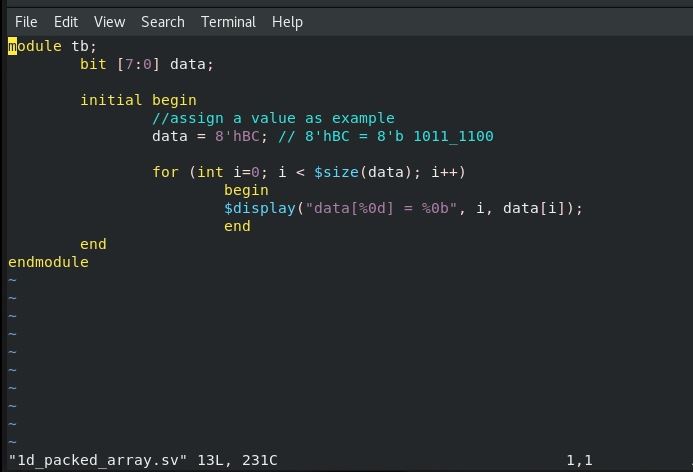 File Edit View Search Terminal Help
module tb;
        bit [7:0] data;

        initial begin
                //assign a value as example
                data = 8'hBC; // 8'hBC = 8'b 1011_1100

                for (int i=0; i < $size(data); i++)
                        begin
                        $display("data[%0d] = %0b", i, data[i]);
                        end
        end
endmodule
~
~
~
~
~
~
~
~
~
~
"1d_packed_array.sv" 13L, 231C 1,1